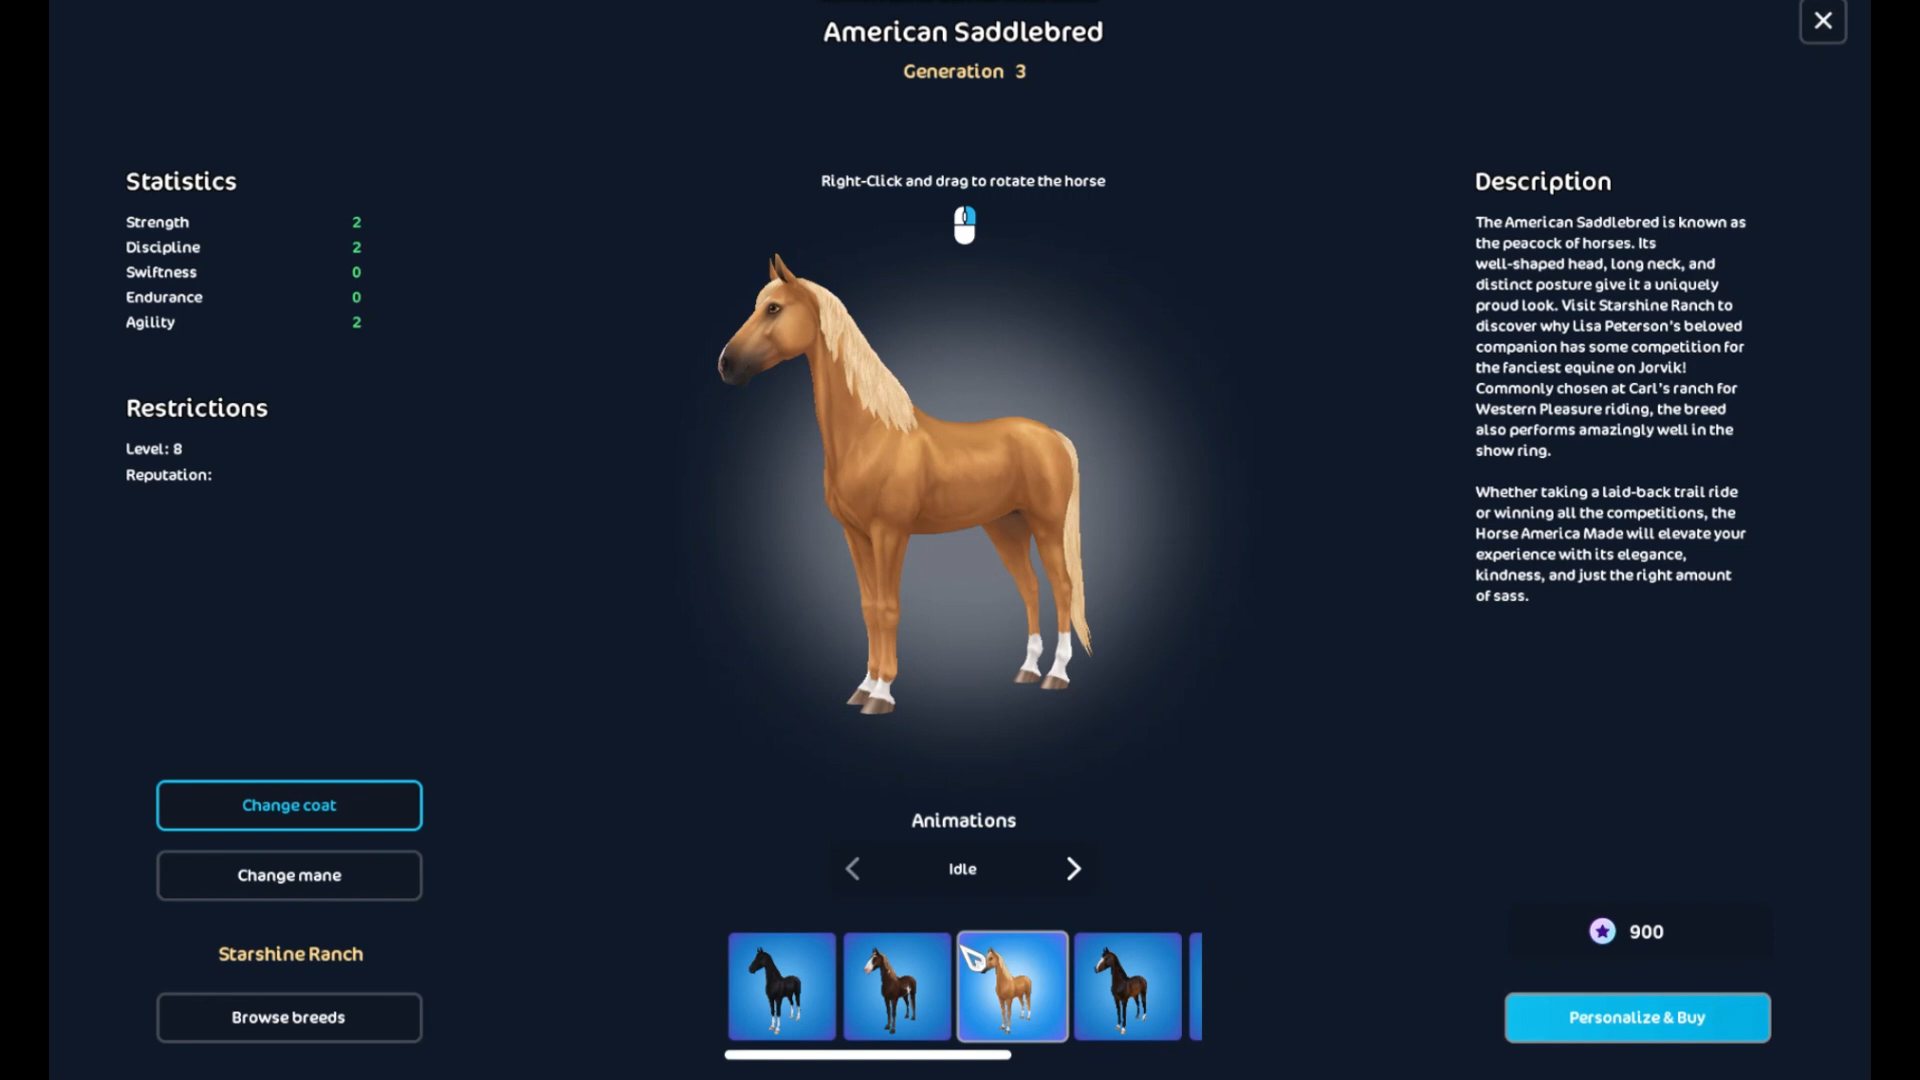 American Saddlebred
Generation 3
Statistics
Strength 2
Discipline 2
Swiftness 0
Endurance 0
Agility 2
Restrictions
Level: 8
Reputation:
Right-Click and drag to rotate the horse
Description
The American Saddlebred is known as
the peacock of horses. Its
well-shaped head, long neck, and
distinct posture give it a uniquely
proud look. Visit Starshine Ranch to
discover why Lisa Peterson's beloved
companion has some competition for
the fanciest equine on Jorvik!
Commonly chosen at Carl's ranch for
Western Pleasure riding, the breed
also performs amazingly well in the
show ring.
Whether taking a laid-back trail ride
or winning all the competitions, the
Horse America Made will elevate your
experience with its elegance,
kindness, and just the right amount
of sass.
Change coat
Change mane
Starshine Ranch
Browse breeds
Animations
Idle
900
Personalize & Buy